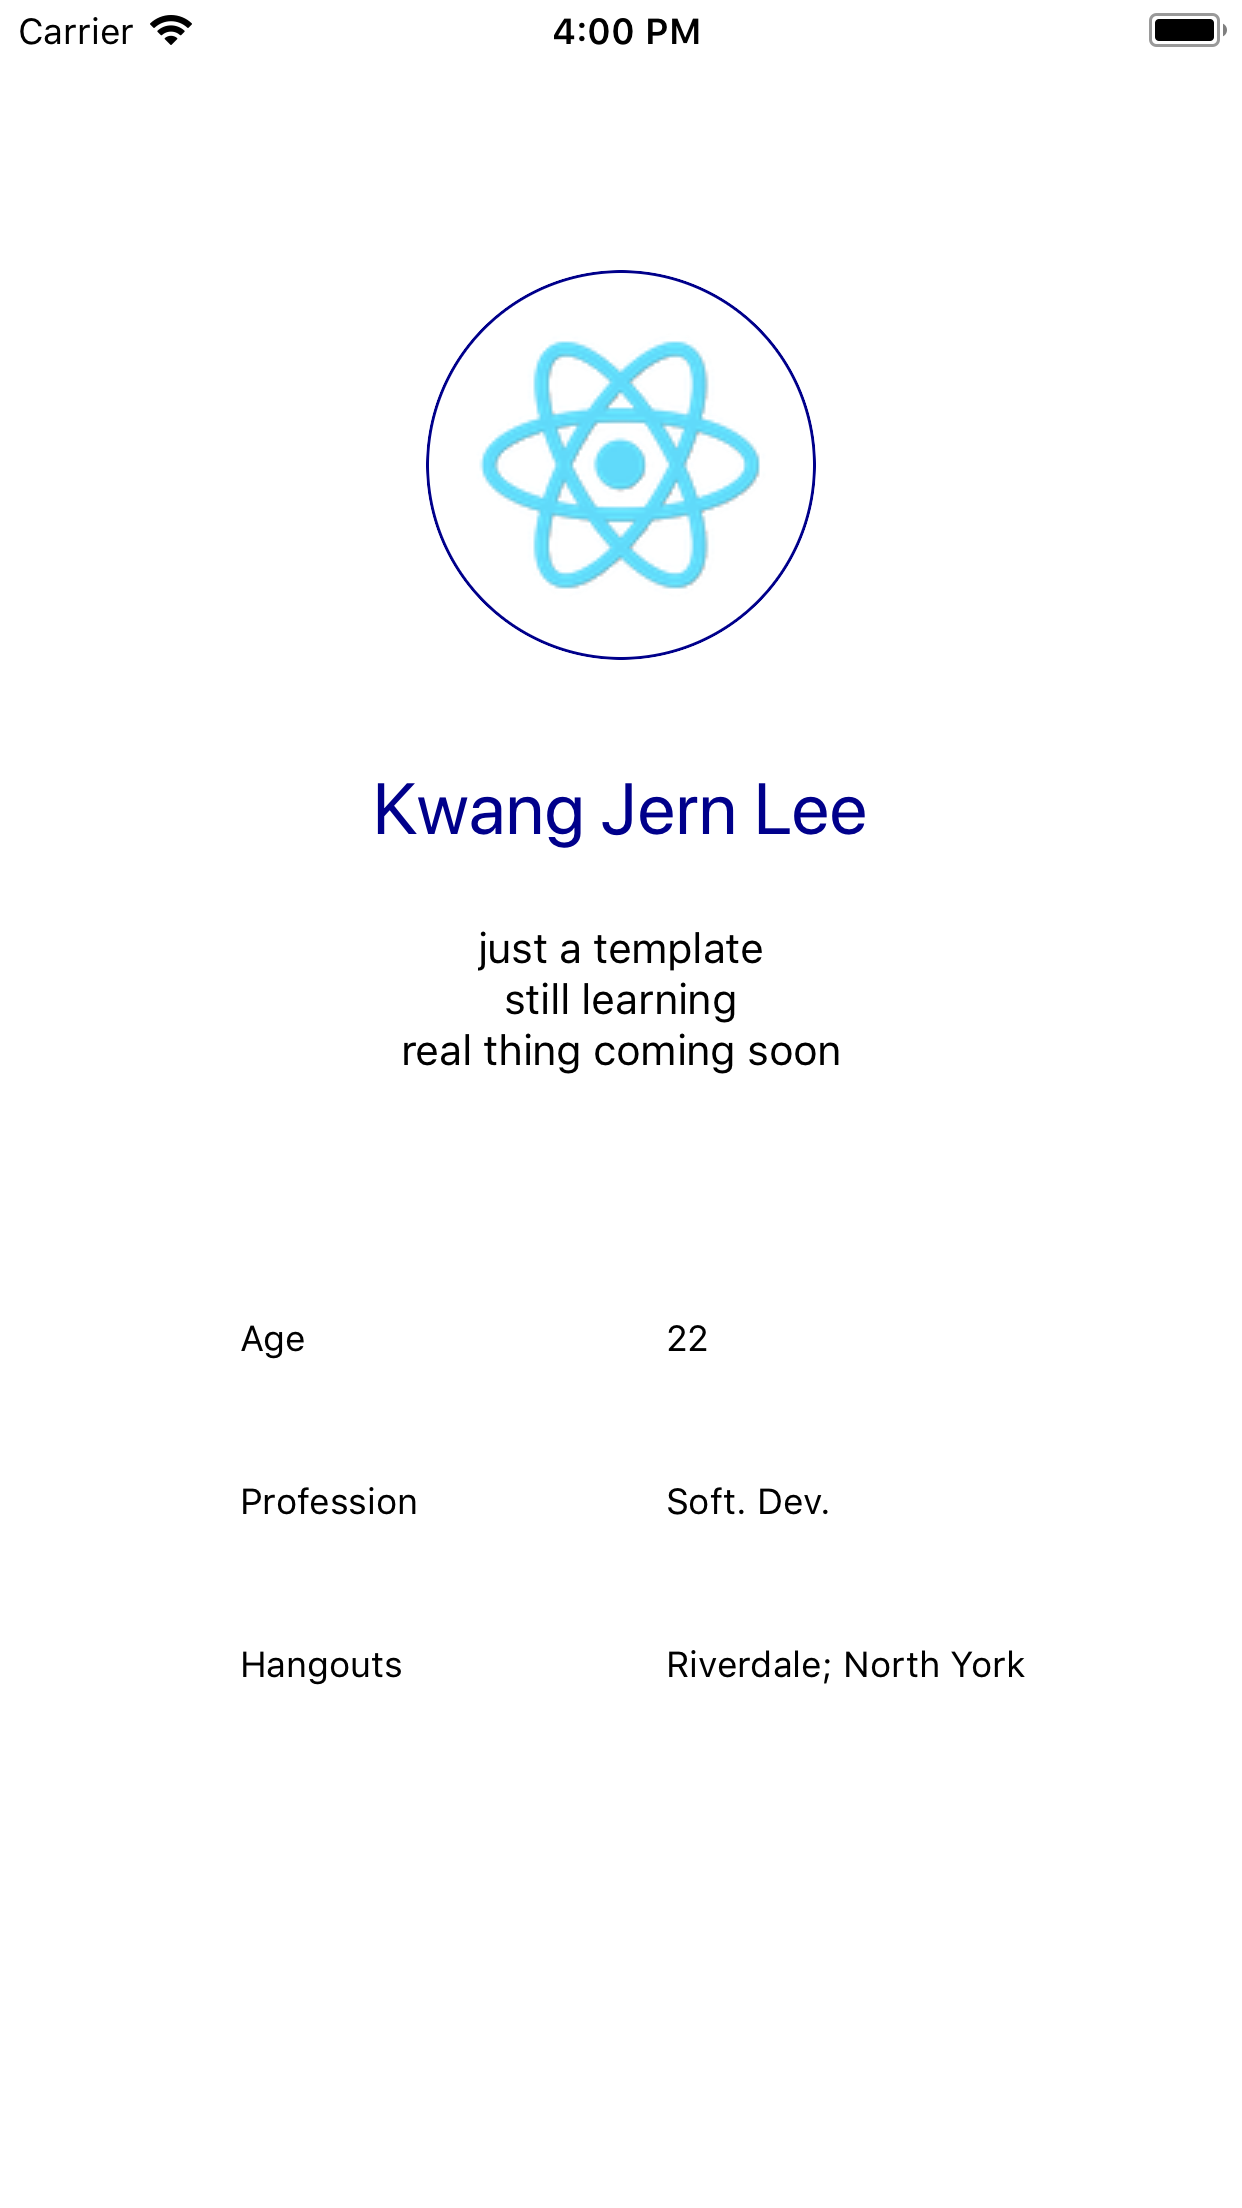 Carrier 4:00 PM
Kwang Jern Lee
just a template
still learning
real thing coming soon
Age 22
Profession Soft. Dev.
Hangouts Riverdale; North York